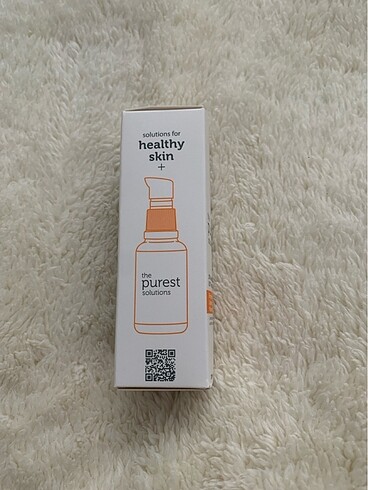 solutions for
healthy
skin
+
the
purest
solutions